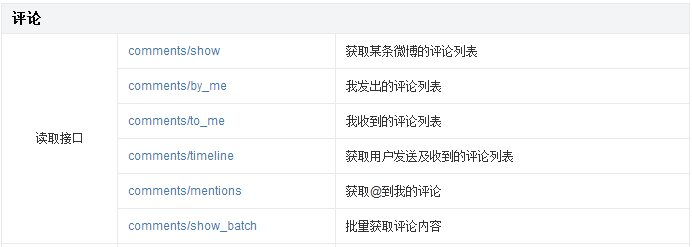 评论
comments/show 获取某条微博的评论列表
comments/by_me 我发出的评论列表
comments/to_me 我收到的评论列表
读取接口
comments/timeline 获取用户发送及收到的评论列表
comments/mentions 获取@到我的评论
comments/show_batch 批量获取评论内容